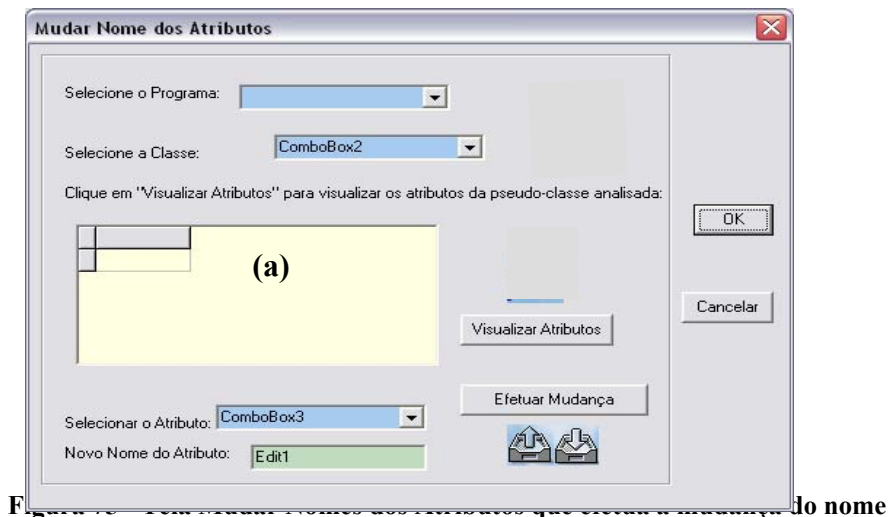 Mudar Nome dos Atributos
Selecione o Programa:
Selecione a Classe: ComboBox2
Clique em "Visualizar Atributos" para visualizar os atributos da pseudo-classe analisada:
(a)
OK
Cancelar
Visualizar Atributos
Efetuar Mudança
Selecionar o Atributo: ComboBox3
Novo Nome do Atributo: Edit1
do nome